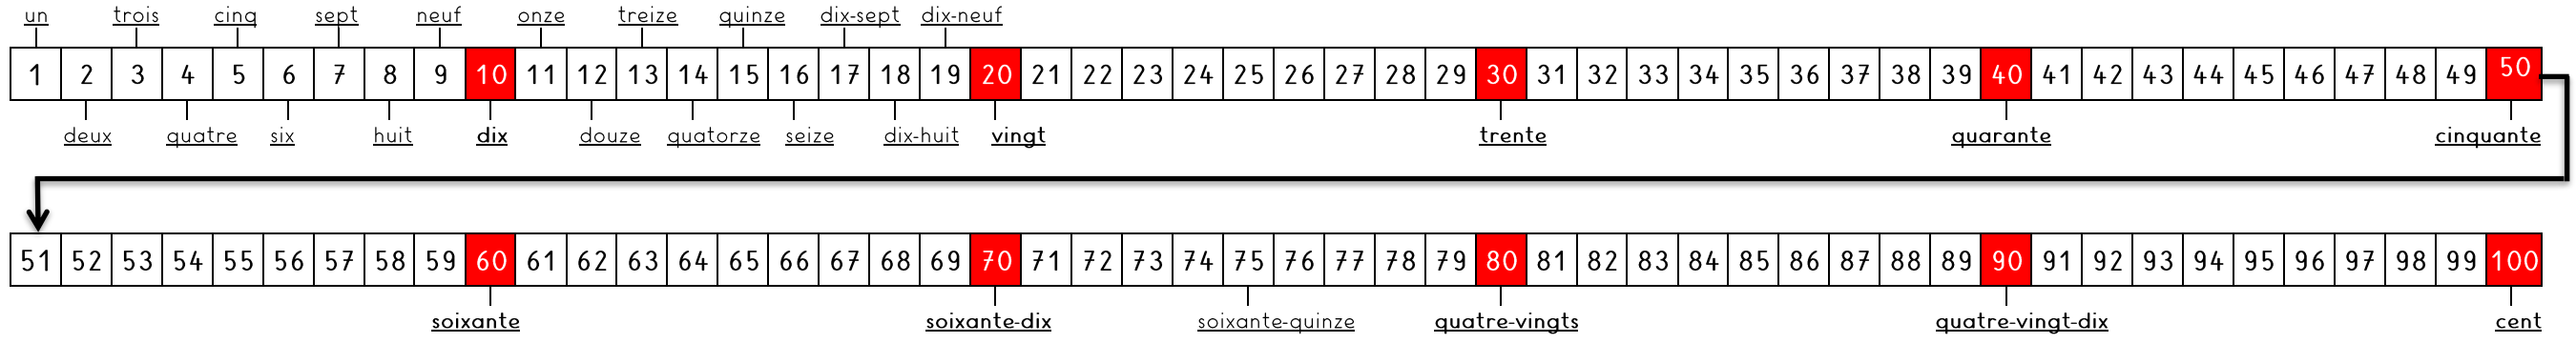 un trois cinq sept neuf onze treize quinze dix-sept dix-neuf
1 2 3 4 5 6 7 8 9 10 11 12 13 14 15 16 17 18 19 20 21 22 23 24 25 26 27 28 29 30 31 32 33 34 35 36 37 38 39 40 41 42 43 44 45 46 47 48 49 50
deux quatre six huit dix douze quatorze seize dix-huit vingt trente quarante cinquante
51 52 53 54 55 56 57 58 59 60 61 62 63 64 65 66 67 68 69 70 71 72 73 74 75 76 77 78 79 80 81 82 83 84 85 86 87 88 89 90 91 92 93 94 95 96 97 98 99 100
soixante soixante-dix soixante-quinze quatre-vingts quatre-vingt-dix cent